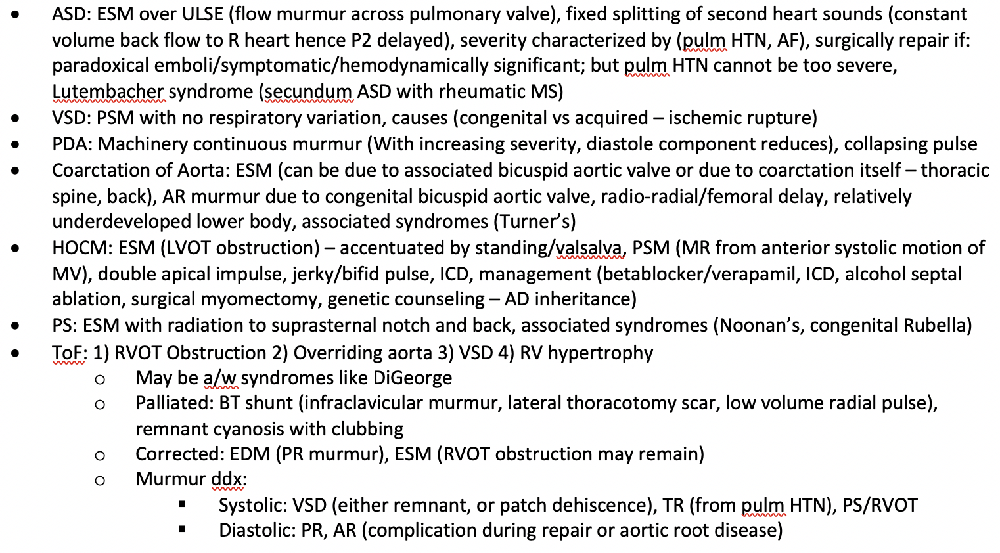 • ASD: ESM over ULSE (flow murmur across pulmonary valve), fixed splitting of second heart sounds (constant
volume back flow to R heart hence P2 delayed), severity characterized by (pulm HTN, AF), surgically repair if:
paradoxical emboli/symptomatic/hemodynamically significant; but pulm HTN cannot be too severe,
Lutembacher syndrome (secundum ASD with rheumatic MS)
• VSD: PSM with no respiratory variation, causes (congenital vs acquired – ischemic rupture)
• PDA: Machinery continuous murmur (With increasing severity, diastole component reduces), collapsing pulse
• Coarctation of Aorta: ESM (can be due to associated bicuspid aortic valve or due to coarctation itself – thoracic
spine, back), AR murmur due to congenital bicuspid aortic valve, radio-radial/femoral delay, relatively
underdeveloped lower body, associated syndromes (Turner’s)
• HOCM: ESM (LVOT obstruction) – accentuated by standing/valsalva, PSM (MR from anterior systolic motion of
MV), double apical impulse, jerky/bifid pulse, ICD, management (betablocker/verapamil, ICD, alcohol septal
ablation, surgical myomectomy, genetic counseling – AD inheritance)
• PS: ESM with radiation to suprasternal notch and back, associated syndromes (Noonan’s, congenital Rubella)
• ToF: 1) RVOT Obstruction 2) Overriding aorta 3) VSD 4) RV hypertrophy
o May be a/w syndromes like DiGeorge
o Palliated: BT shunt (infraclavicular murmur, lateral thoracotomy scar, low volume radial pulse),
remnant cyanosis with clubbing
o Corrected: EDM (PR murmur), ESM (RVOT obstruction may remain)
o Murmur ddx:
▪ Systolic: VSD (either remnant, or patch dehiscence), TR (from pulm HTN), PS/RVOT
▪ Diastolic: PR, AR (complication during repair or aortic root disease)